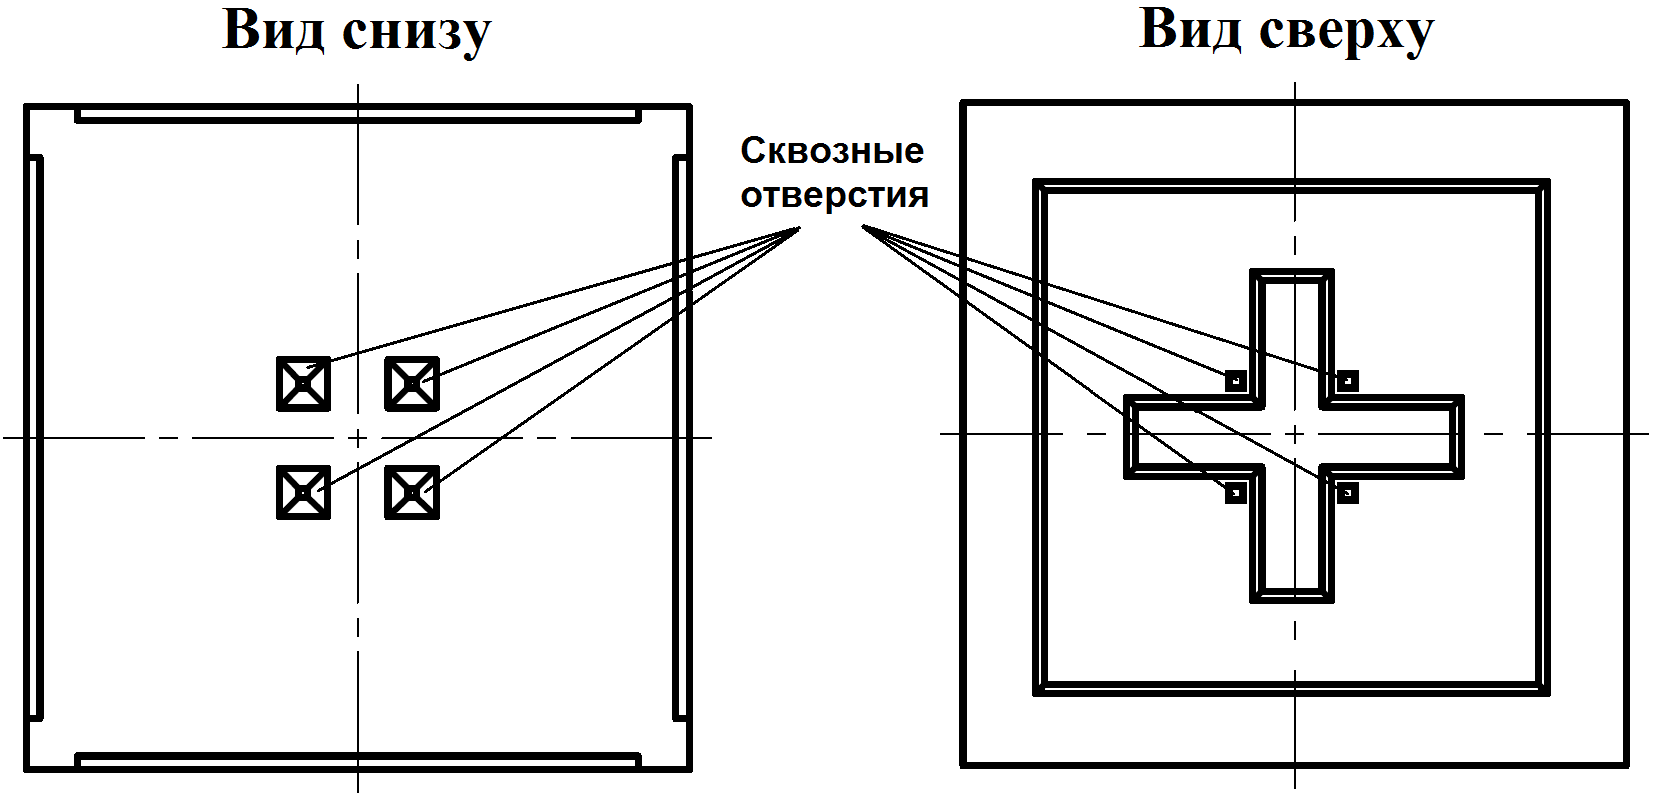 Вид снизу
Вид сверху
Сквозные
отверстия